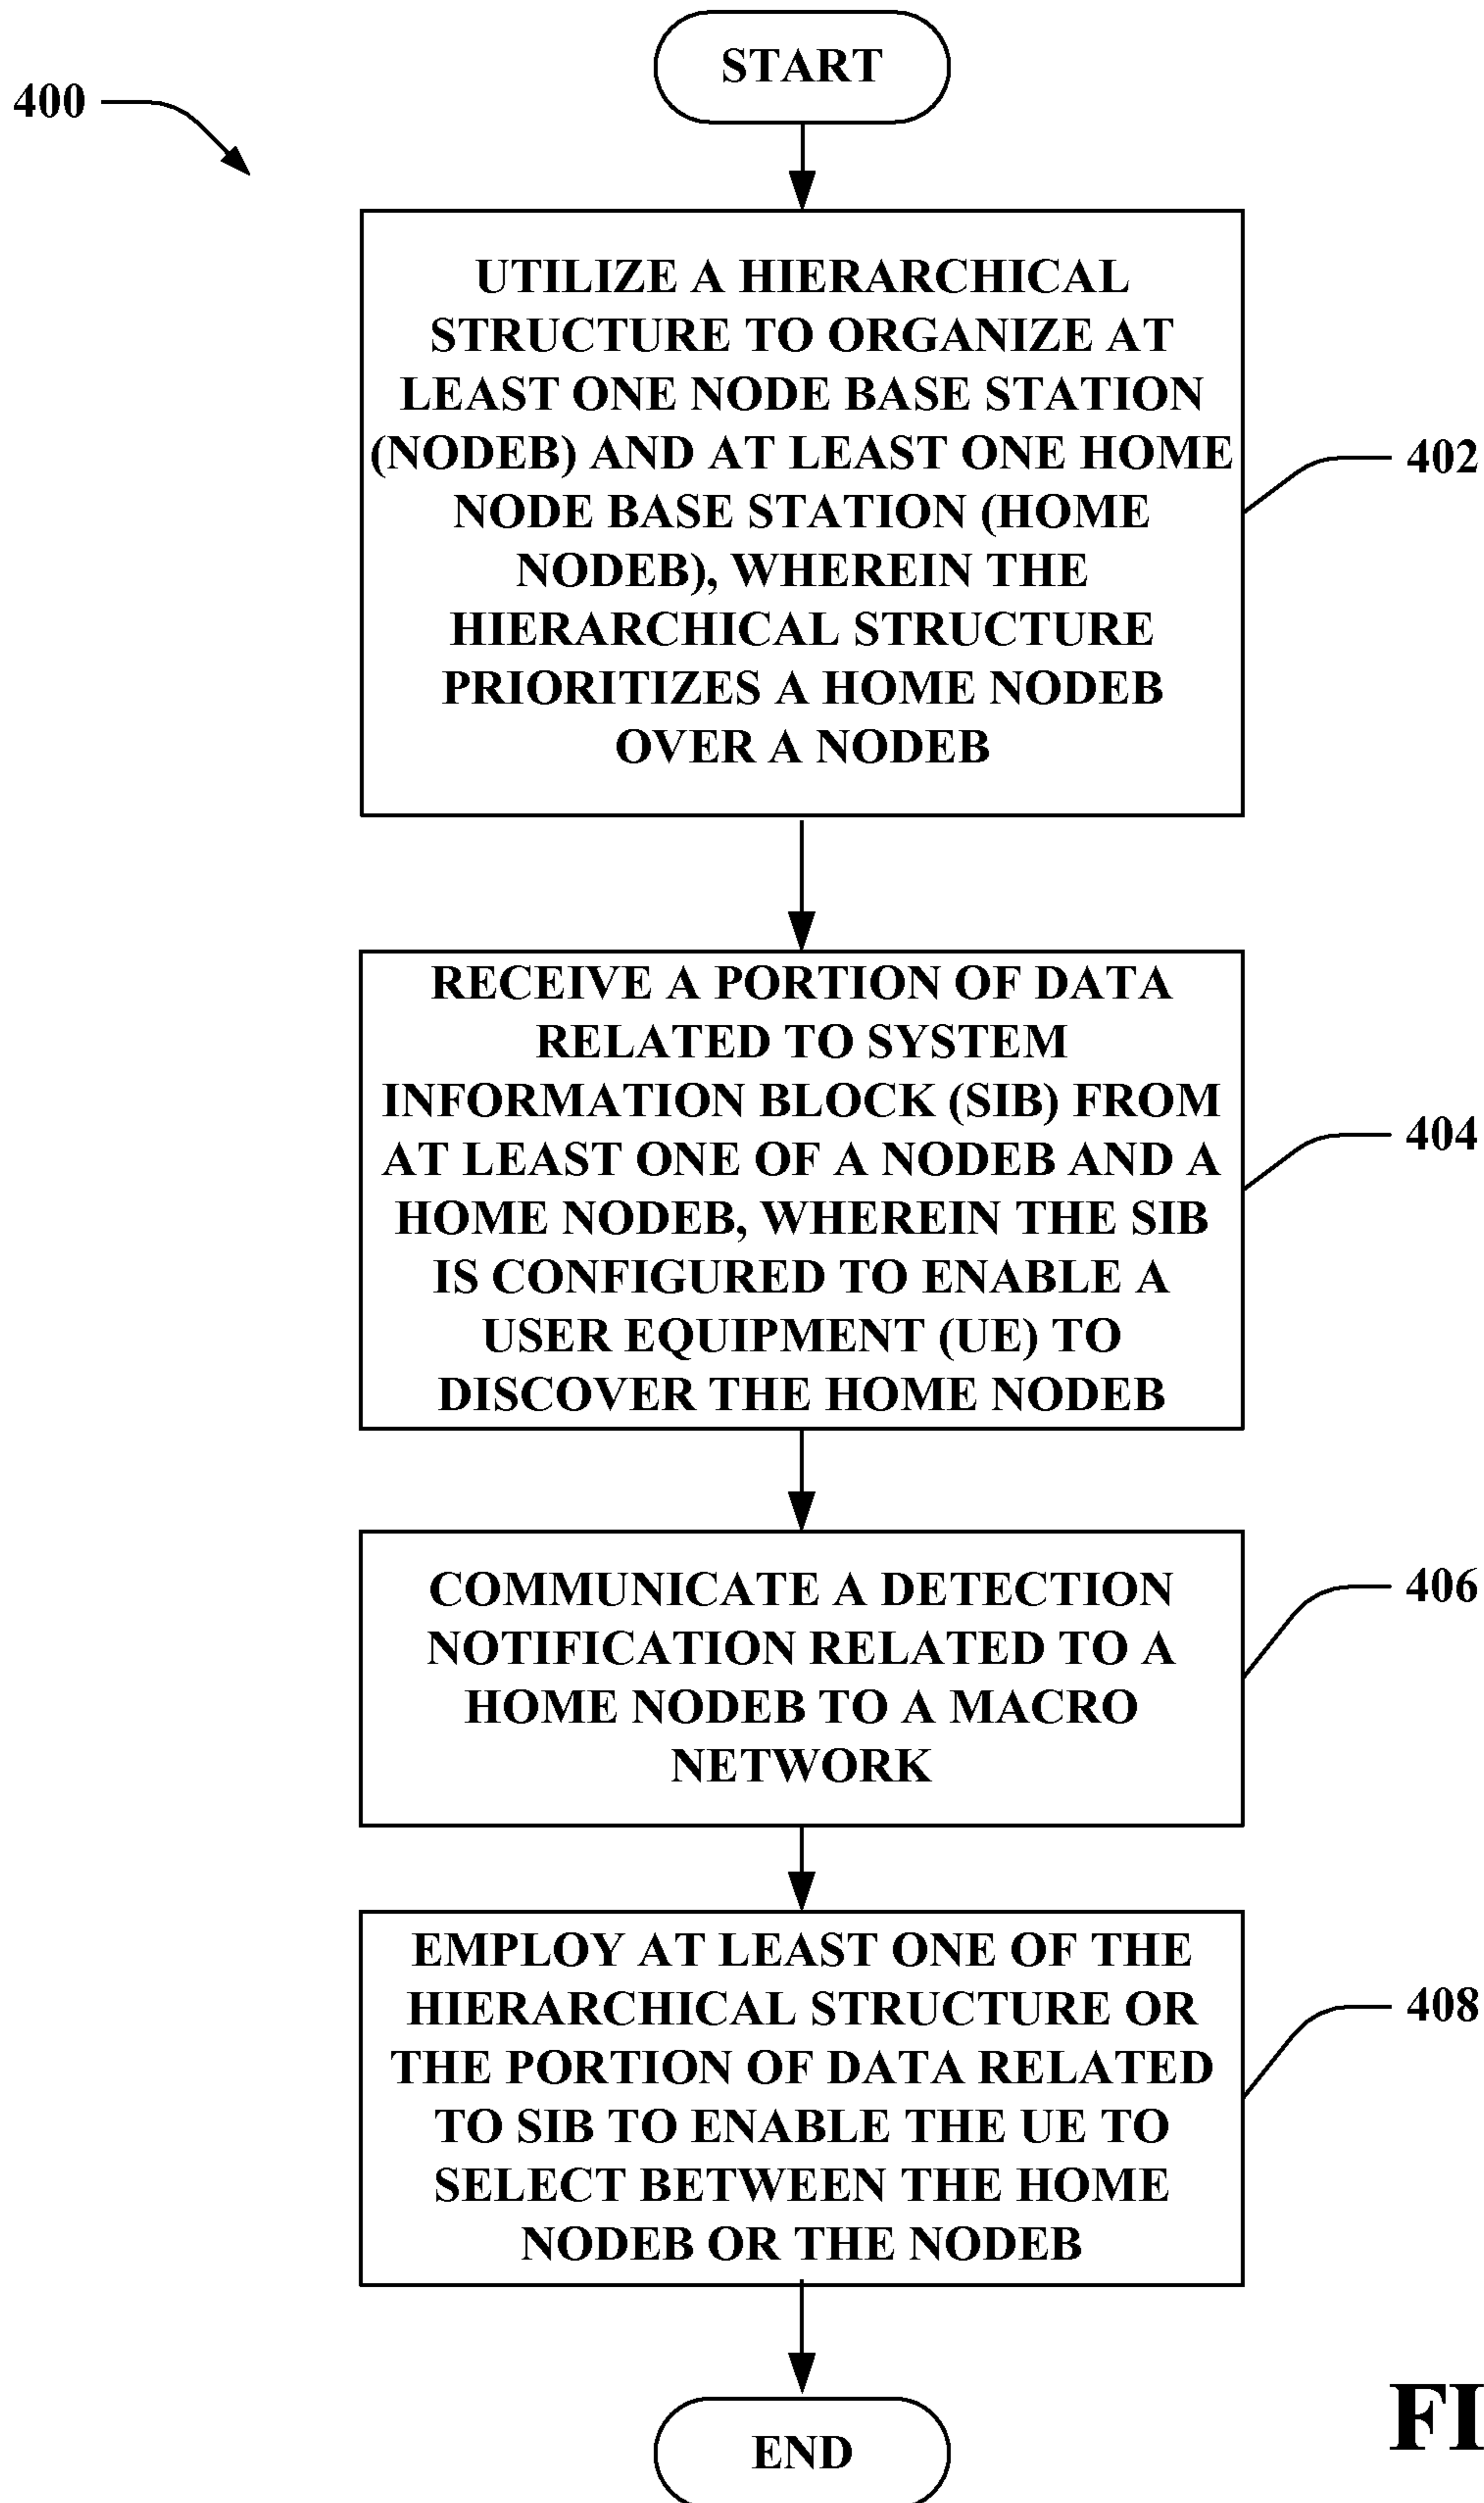 START
400
UTILIZE A HIERARCHICAL
STRUCTURE TO ORGANIZE AT
LEAST ONE NODE BASE STATION
(NODEB) AND AT LEAST ONE HOME
NODE BASE STATION (HOME
NODEB), WHEREIN THE
HIERARCHICAL STRUCTURE
PRIORITIZES A HOME NODEB
OVER A NODEB
402
RECEIVE A PORTION OF DATA
RELATED TO SYSTEM
INFORMATION BLOCK (SIB) FROM
AT LEAST ONE OF A NODEB AND A
HOME NODEB, WHEREIN THE SIB
IS CONFIGURED TO ENABLE A
USER EQUIPMENT (UE) TO
DISCOVER THE HOME NODEB
404
COMMUNICATE A DETECTION
NOTIFICATION RELATED TO A
HOME NODEB TO A MACRO
NETWORK
406
EMPLOY AT LEAST ONE OF THE
HIERARCHICAL STRUCTURE OR
THE PORTION OF DATA RELATED
TO SIB TO ENABLE THE UE TO
SELECT BETWEEN THE HOME
NODEB OR THE NODEB
408
END
FI